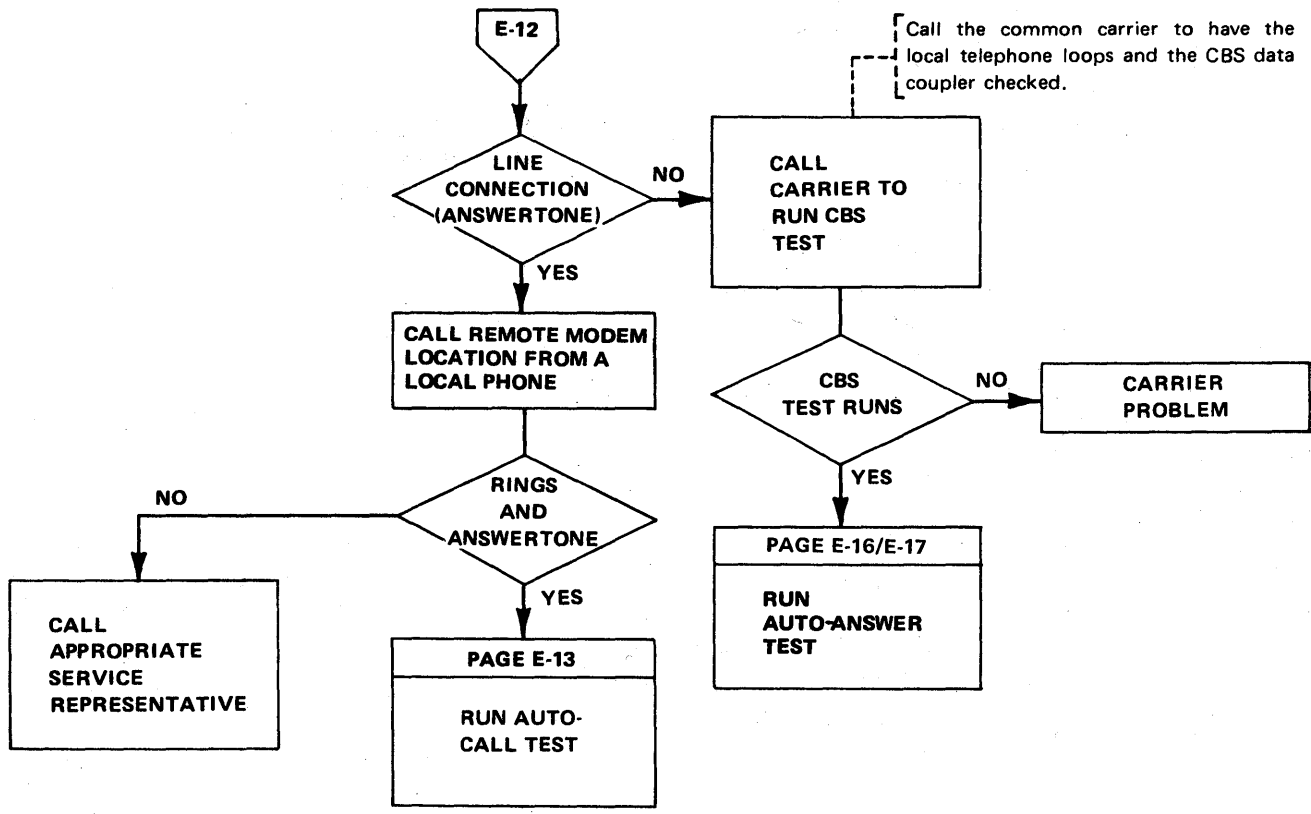 E-12
Call the common carrier to have the
local telephone loops and the CBS data
coupler checked.
LINE
CONNECTION
(ANSWERTONE)
NO
CALL
CARRIER TO
RUN CBS
TEST
YES
CALL REMOTE MODEM
LOCATION FROM A
LOCAL PHONE
CBS
TEST RUNS
NO
CARRIER
PROBLEM
YES
RINGS
AND
ANSWERTONE
NO
YES
PAGE E-16/E-17
RUN
AUTO-ANSWER
TEST
CALL
APPROPRIATE
SERVICE
REPRESENTATIVE
PAGE E-13
RUN AUTO-
CALL TEST